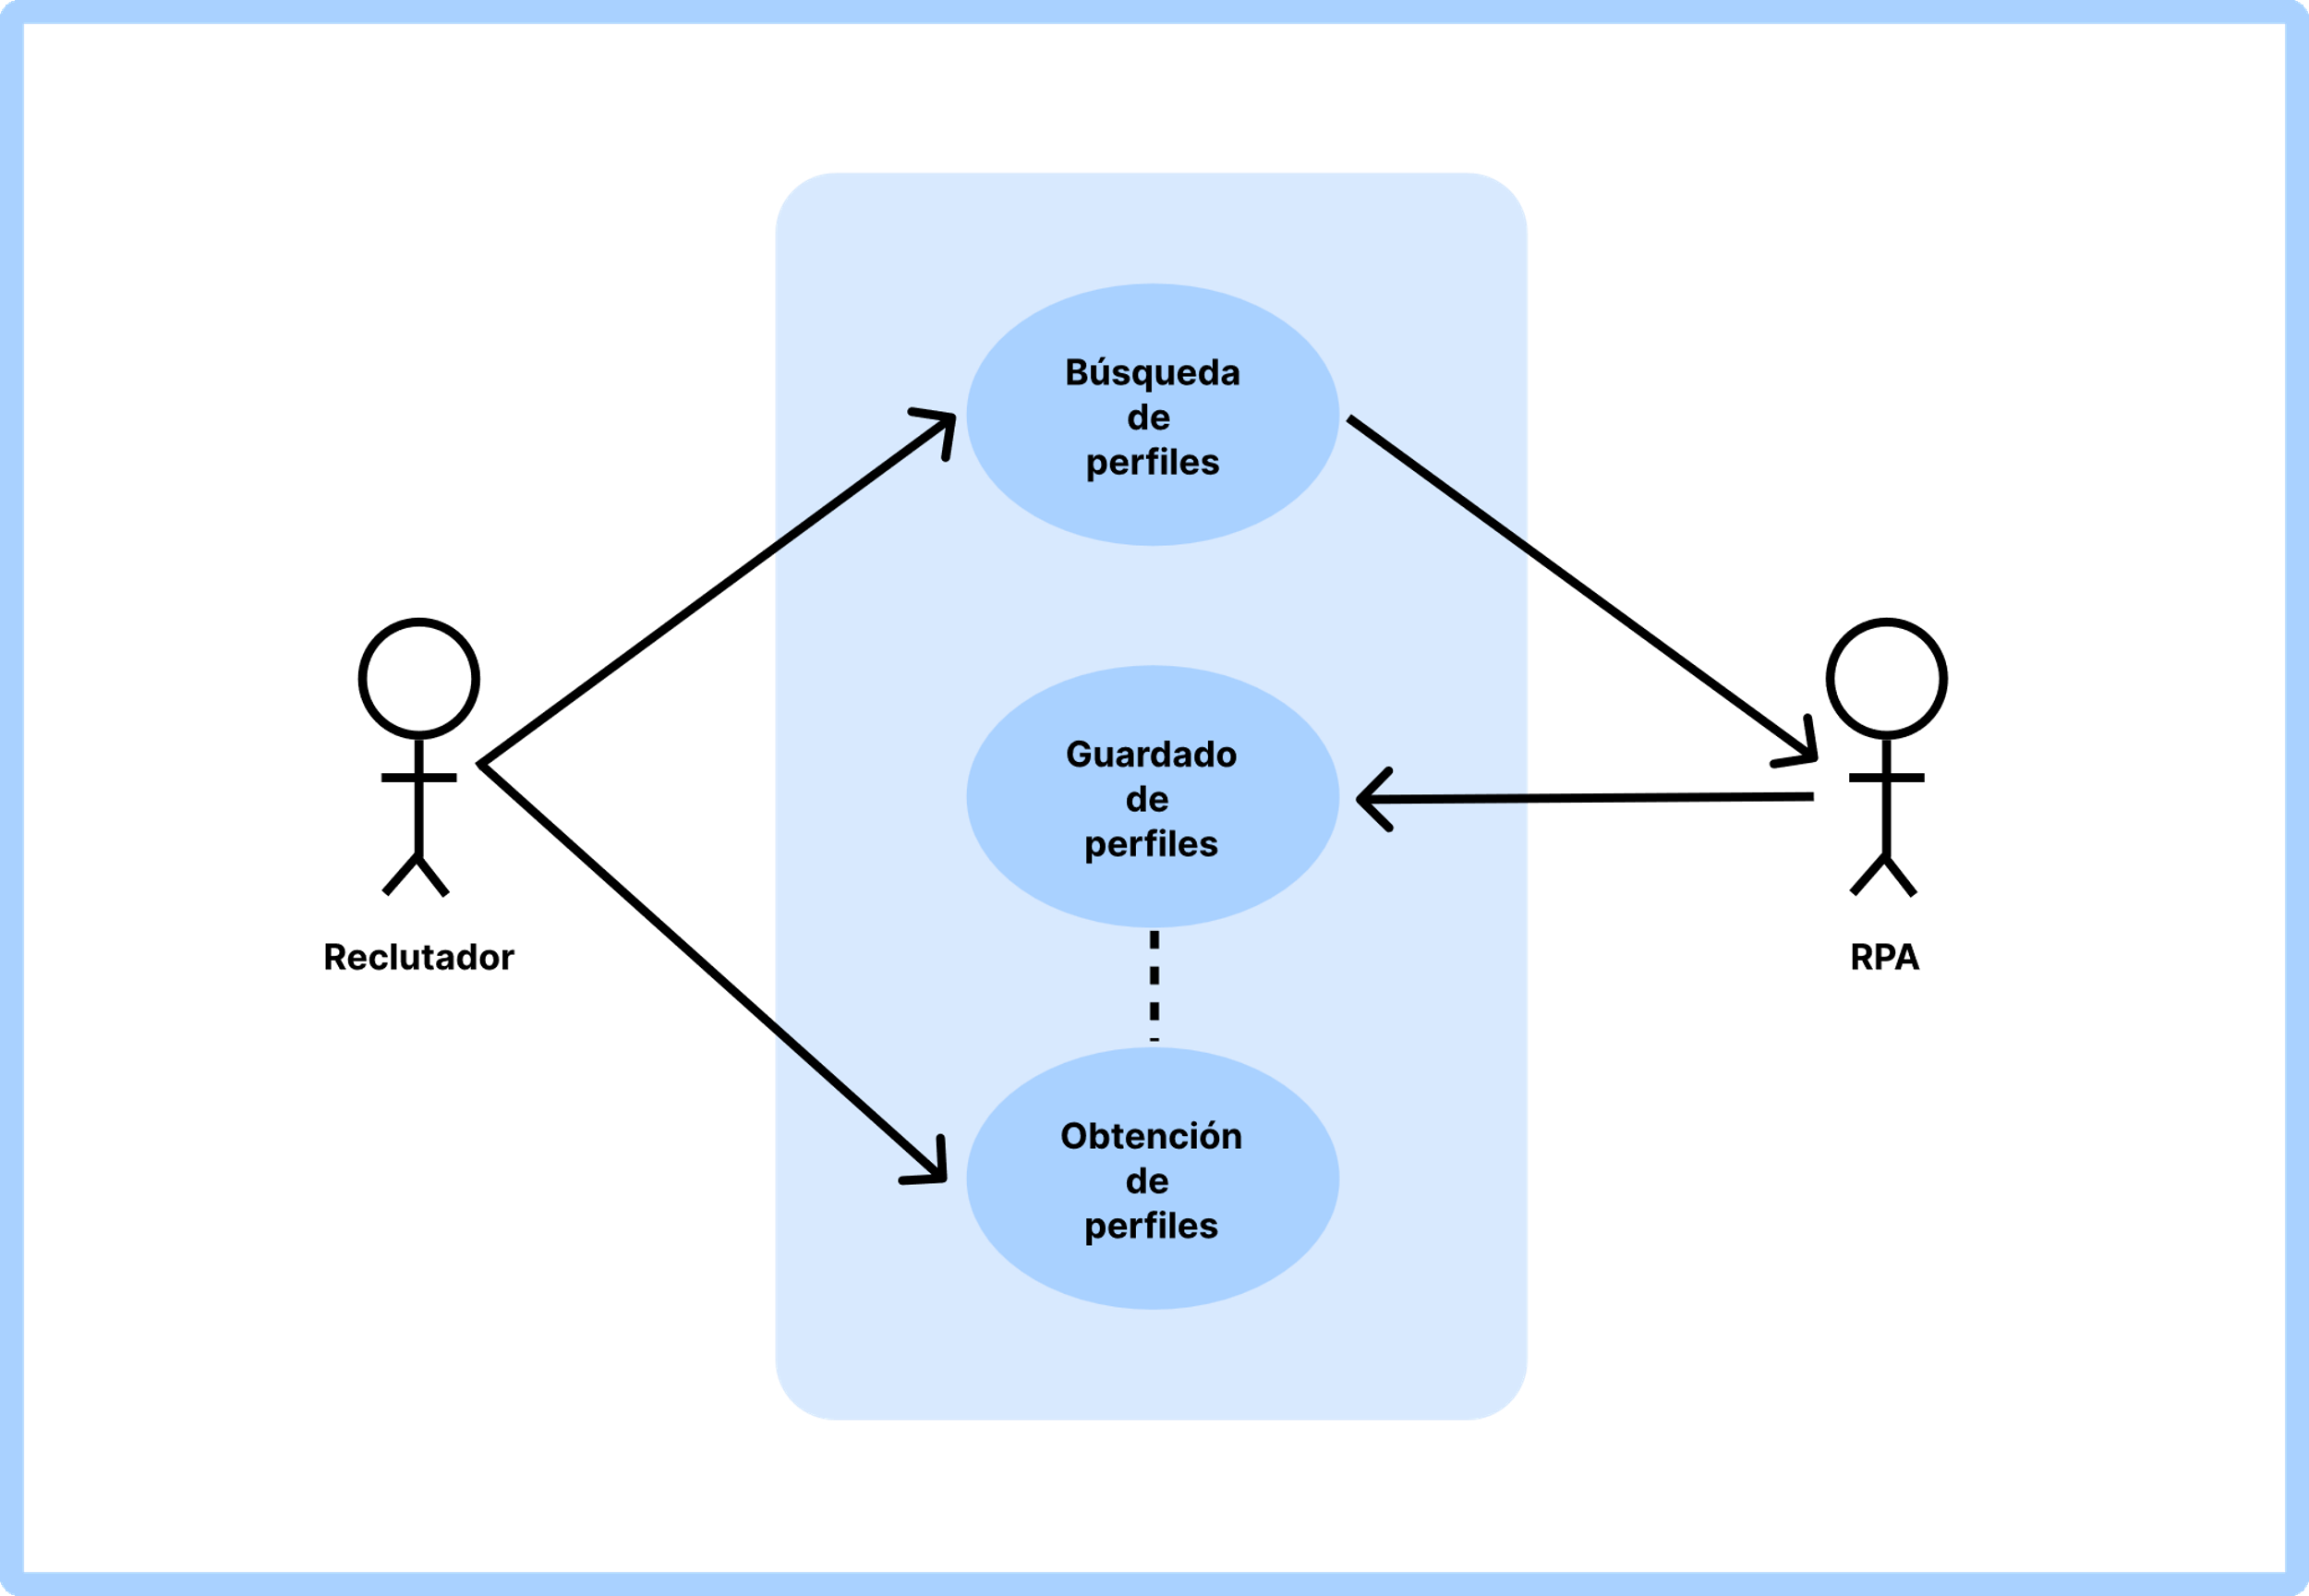 Búsqueda
de
perfiles
Guardado
de
perfiles
Reclutador
RPA
Obtención
de
perfiles